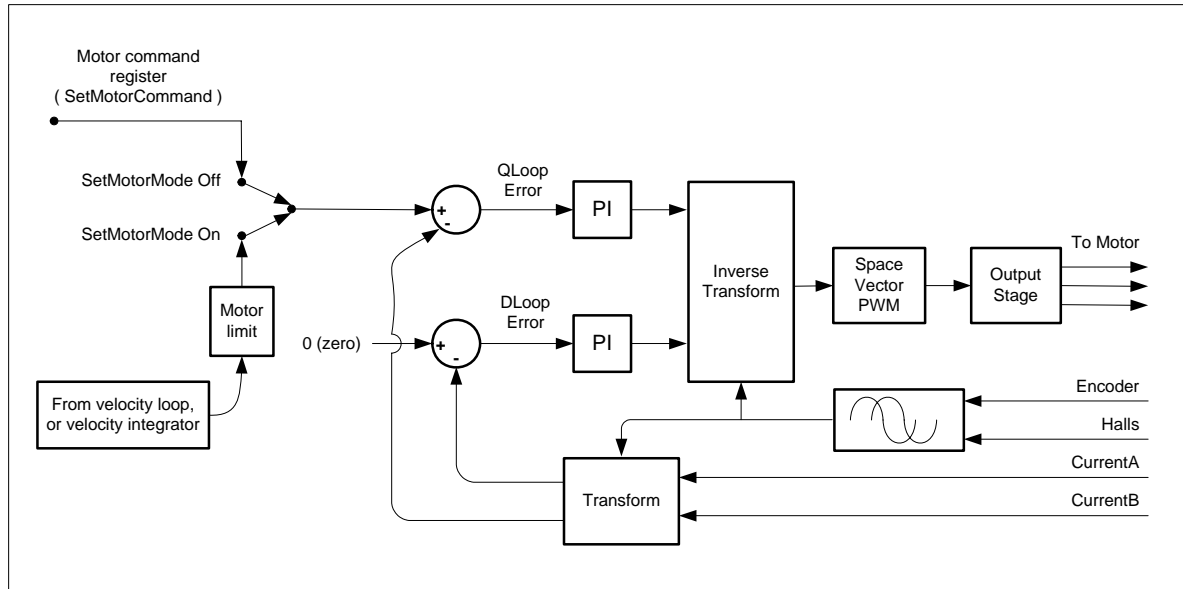 Motor command
register
( SetMotorCommand )
SetMotorMode Off
SetMotorMode On
Motor
limit
From velocity loop,
or velocity integrator
0 (zero)
+
-
QLoop
Error
PI
+
-
DLoop
Error
PI
Inverse
Transform
Space
Vector
PWM
Output
Stage
To Motor
Encoder
Halls
CurrentA
CurrentB
Transform